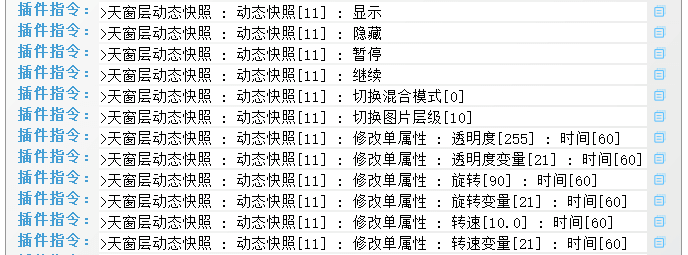 插件指令： >天窗层动态快照 : 动态快照[11] : 显示
插件指令： >天窗层动态快照 : 动态快照[11] : 隐藏
插件指令： >天窗层动态快照 : 动态快照[11] : 暂停
插件指令： >天窗层动态快照 : 动态快照[11] : 继续
插件指令： >天窗层动态快照 : 动态快照[11] : 切换混合模式[0]
插件指令： >天窗层动态快照 : 动态快照[11] : 切换图片层级[10]
插件指令： >天窗层动态快照 : 动态快照[11] : 修改单属性 : 透明度[255] : 时间[60]
插件指令： >天窗层动态快照 : 动态快照[11] : 修改单属性 : 透明度变量[21] : 时间[60]
插件指令： >天窗层动态快照 : 动态快照[11] : 修改单属性 : 旋转[90] : 时间[60]
插件指令： >天窗层动态快照 : 动态快照[11] : 修改单属性 : 旋转变量[21] : 时间[60]
插件指令： >天窗层动态快照 : 动态快照[11] : 修改单属性 : 转速[10.0] : 时间[60]
插件指令： >天窗层动态快照 : 动态快照[11] : 修改单属性 : 转速变量[21] : 时间[60]